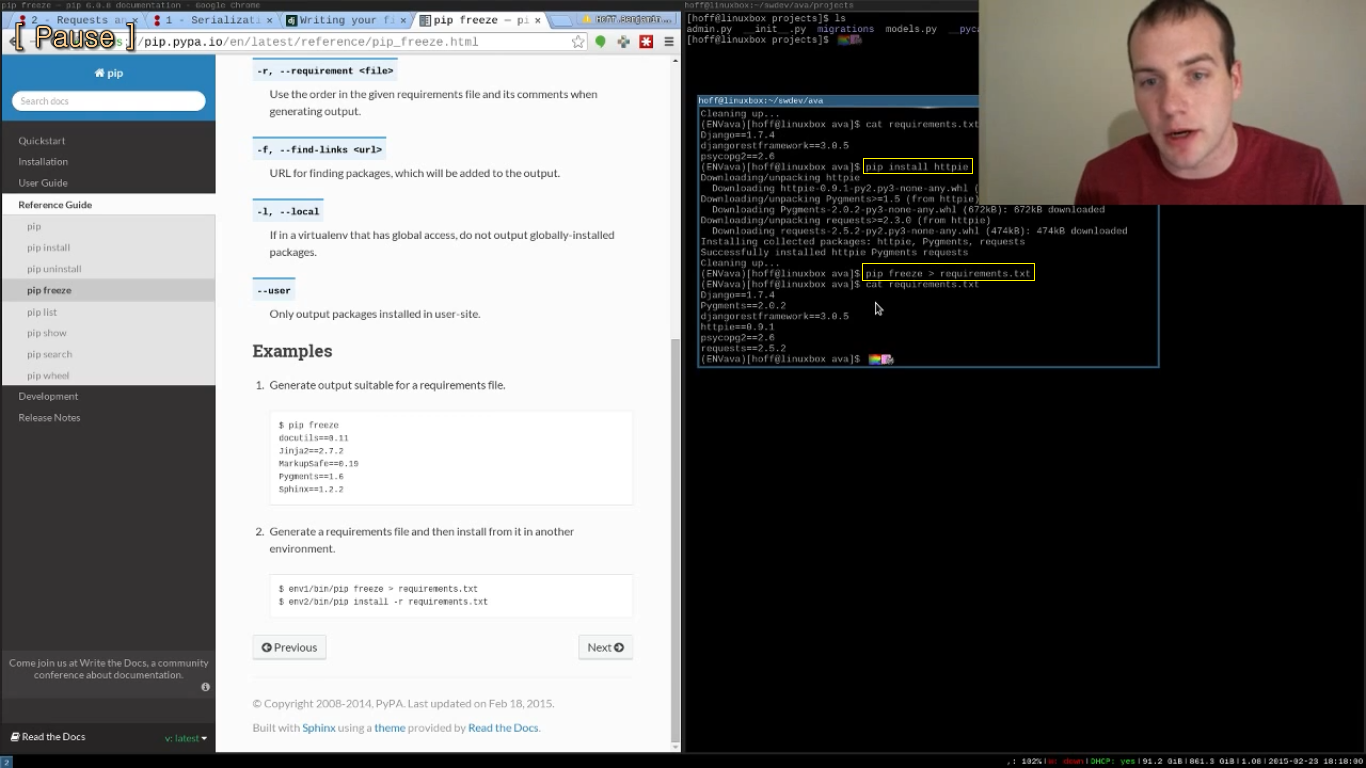 pip freeze — pip 6.0.8 documentation - Google Chrome
2 - Requests an
1 - Serializati
Writing your fi
pip freeze — pi
Hoff.Benjamin.
[ Pause ]
/pip.pypa.io/en/latest/reference/pip_freeze.html
pip
Search docs
Quickstart
Installation
User Guide
Reference Guide
pip
pip install
pip uninstall
pip freeze
pip list
pip show
pip search
pip wheel
Development
Release Notes
Come join us at Write the Docs, a community
conference about documentation.
Read the Docs
v: latest
-r, --requirement <file>
Use the order in the given requirements file and its comments when
generating output.
-f, --find-links <url>
URL for finding packages, which will be added to the output.
-l, --local
If in a virtualenv that has global access, do not output globally-installed
packages.
--user
Only output packages installed in user-site.
Examples
1. Generate output suitable for a requirements file.
$ pip freeze
docutils==0.11
Jinja2==2.7.2
MarkupSafe==0.19
Pygments==1.6
Sphinx==1.2.2
2. Generate a requirements file and then install from it in another
environment.
$ env1/bin/pip freeze > requirements.txt
$ env2/bin/pip install -r requirements.txt
Previous
Next
© Copyright 2008-2014, PyPA. Last updated on Feb 18, 2015.
Built with Sphinx using a theme provided by Read the Docs.
hoff@linuxbox:~/swdev/ava/projects
[hoff@linuxbox projects]$ ls
admin.py __init__.py migrations models.py __pyc
[hoff@linuxbox projects]$
hoff@linuxbox:~/swdev/ava
Cleaning up...
(ENVava)[hoff@linuxbox ava]$ cat requirements.txt
Django==1.7.4
djangorestframework==3.0.5
psycopg2==2.6
(ENVava)[hoff@linuxbox ava]$ pip install httpie
Downloading/unpacking httpie
Downloading httpie-0.9.1-py2.py3-none-any.whl (
Downloading/unpacking Pygments>=1.5 (from httpie)
Downloading Pygments-2.0.2-py3-none-any.whl (672kB): 672kB downloaded
Downloading/unpacking requests>=2.3.0 (from httpie)
Downloading requests-2.5.2-py2.py3-none-any.whl (474kB): 474kB downloaded
Installing collected packages: httpie, Pygments, requests
Successfully installed httpie Pygments requests
Cleaning up...
(ENVava)[hoff@linuxbox ava]$ pip freeze > requirements.txt
(ENVava)[hoff@linuxbox ava]$ cat requirements.txt
Django==1.7.4
Pygments==2.0.2
djangorestframework==3.0.5
httpie==0.9.1
psycopg2==2.6
requests==2.5.2
(ENVava)[hoff@linuxbox ava]$
2
102%| down|DHCP: yes|91.2 GiB|861.3 GiB|1.08|2015-02-23 18:18:00